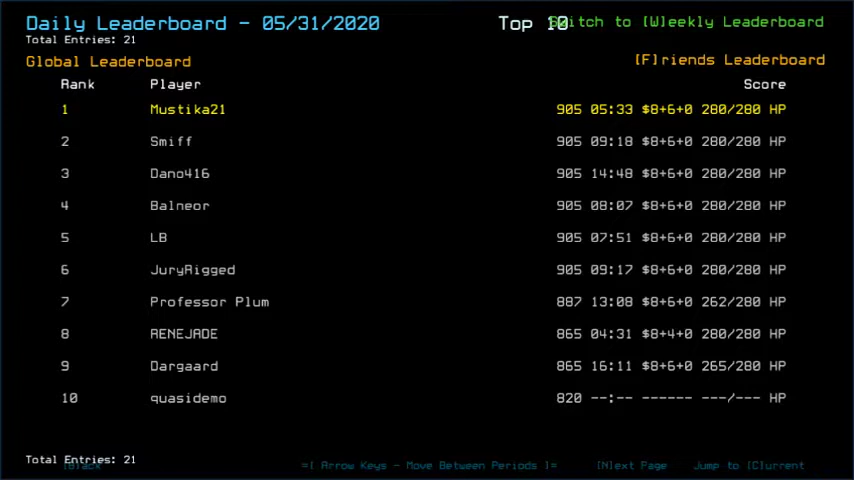 Daily Leaderboard - 05/31/2020 Top 10 Switch to [W]eekly Leaderboard
Total Entries: 21
Global Leaderboard [F]riends Leaderboard
Rank Player Score
1 Mustika21 905 05:33 $8+6+0 280/280 HP
2 Smiff 905 09:18 $8+6+0 280/280 HP
3 Dano416 905 14:48 $8+6+0 280/280 HP
4 Balneor 905 08:07 $8+6+0 280/280 HP
5 LB 905 07:51 $8+6+0 280/280 HP
6 JuryRigged 905 09:17 $8+6+0 280/280 HP
7 Professor Plum 887 13:08 $8+6+0 262/280 HP
8 RENEJADE 865 04:31 $8+4+0 280/280 HP
9 Dargaard 865 16:11 $8+6+0 265/280 HP
10 quasidemo 820 --:-- ------ ---/--- HP
Total Entries: 21
[B]ack =[ Arrow Keys - Move Between Periods ]= [N]ext Page Jump to [C]urrent